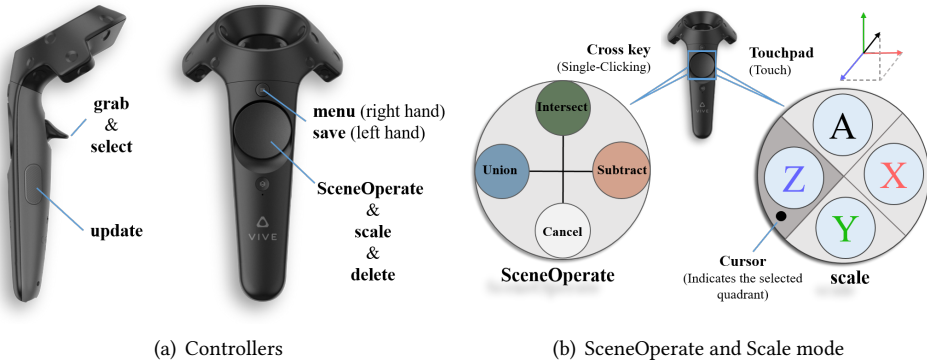 grab
&
select
update
menu (right hand)
save (left hand)
SceneOperate
&
scale
&
delete
VIVE
(a) Controllers
Cross key
(Single-Clicking)
Touchpad
(Touch)
VIVE
Intersect
Union
Subtract
Cancel
SceneOperate
A
Z
X
Y
Cursor
(Indicates the selected
quadrant)
scale
(b) SceneOperate and Scale mode